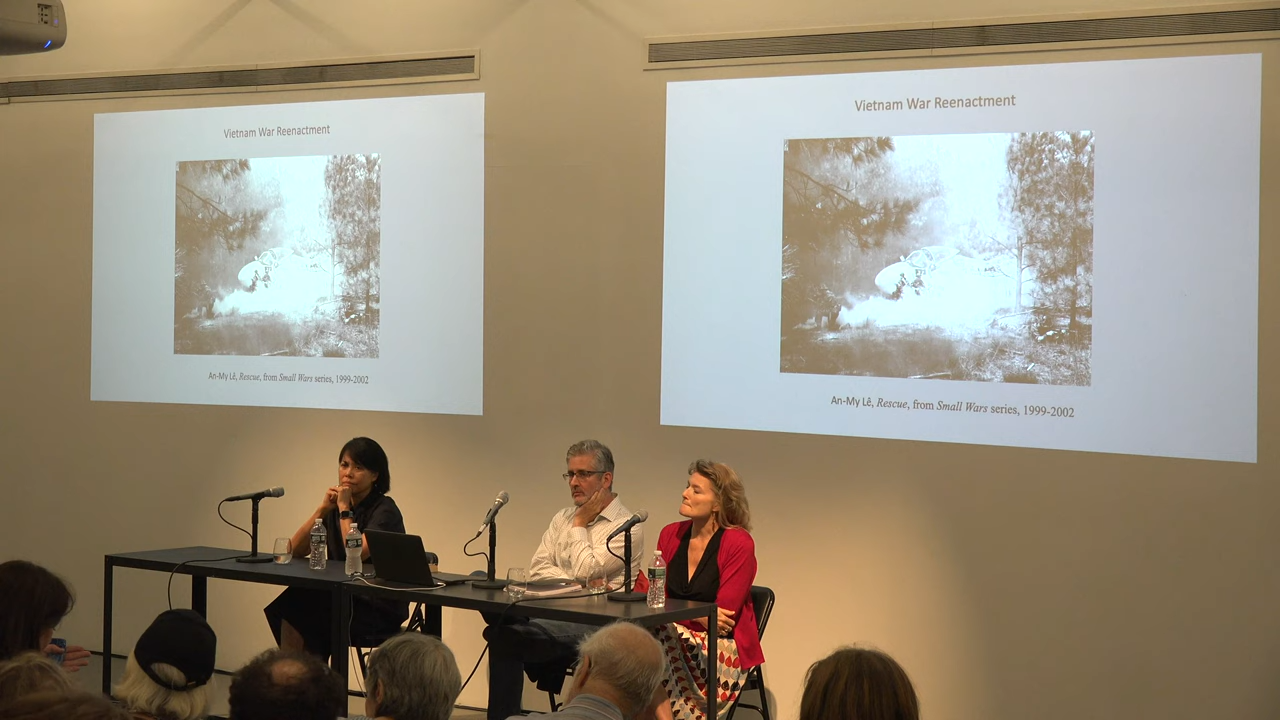 Vietnam War Reenactment
An-My Lê, Rescue, from Small Wars series, 1999-2002
Vietnam War Reenactment
An-My Lê, Rescue, from Small Wars series, 1999-2002